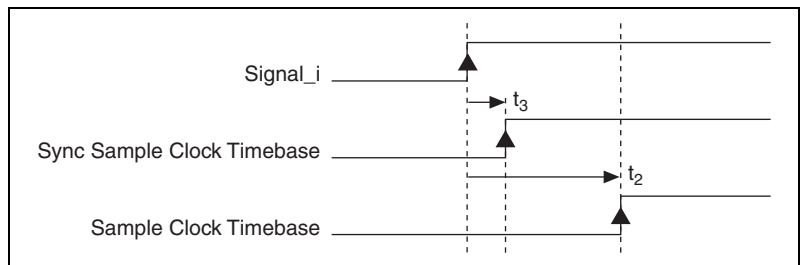 Signal_i
t3
Sync Sample Clock Timebase
t2
Sample Clock Timebase